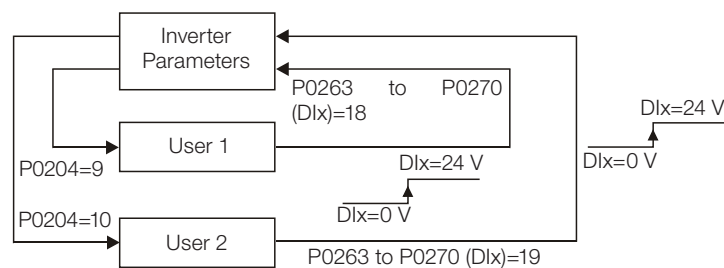 Inverter
Parameters
P0263 to P0270
(DIx)=18
DIx=24 V
User 1
DIx=0 V
P0204=9
DIx=24 V
DIx=0 V
P0204=10
User 2
P0263 to P0270 (DIx)=19